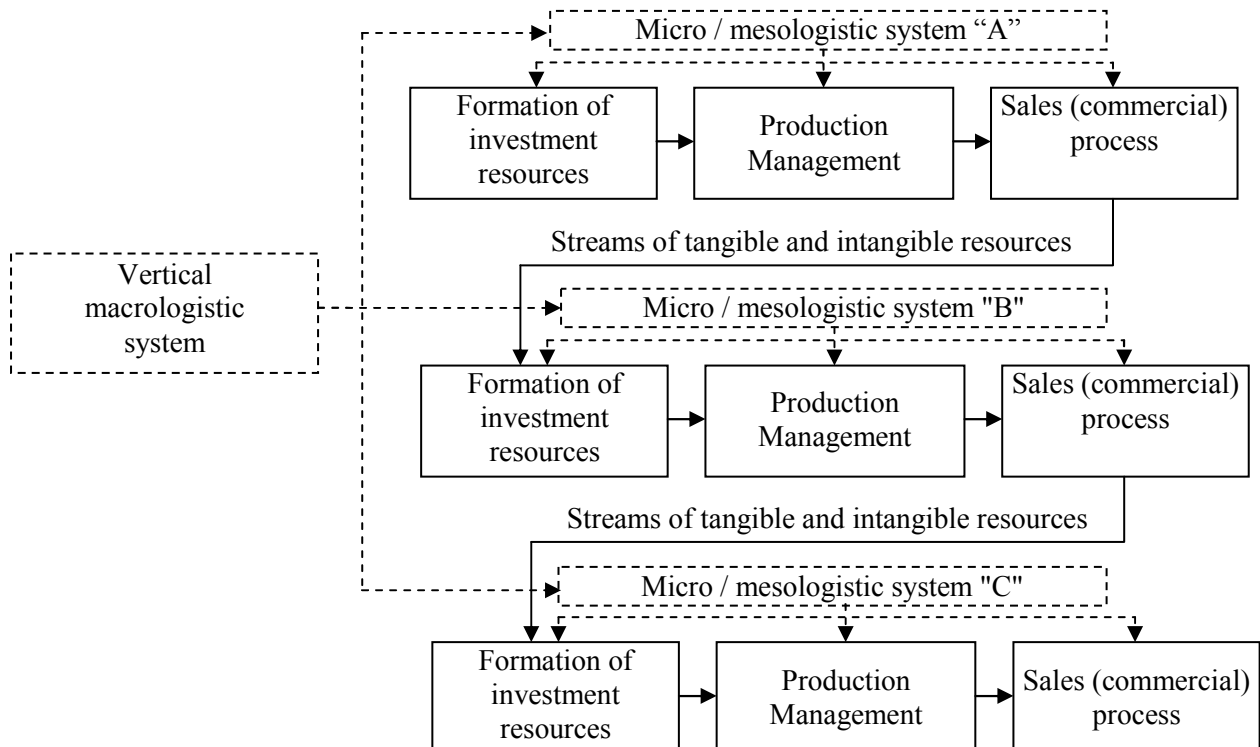 Micro / mesologistic system “A”
Formation of
investment
resources
Production
Management
Sales (commercial)
process
Streams of tangible and intangible resources
Vertical
macrologistic
system
Micro / mesologistic system "B"
Formation of
investment
resources
Production
Management
Sales (commercial)
process
Streams of tangible and intangible resources
Micro / mesologistic system "C"
Formation of
investment
resources
Production
Management
Sales (commercial)
process